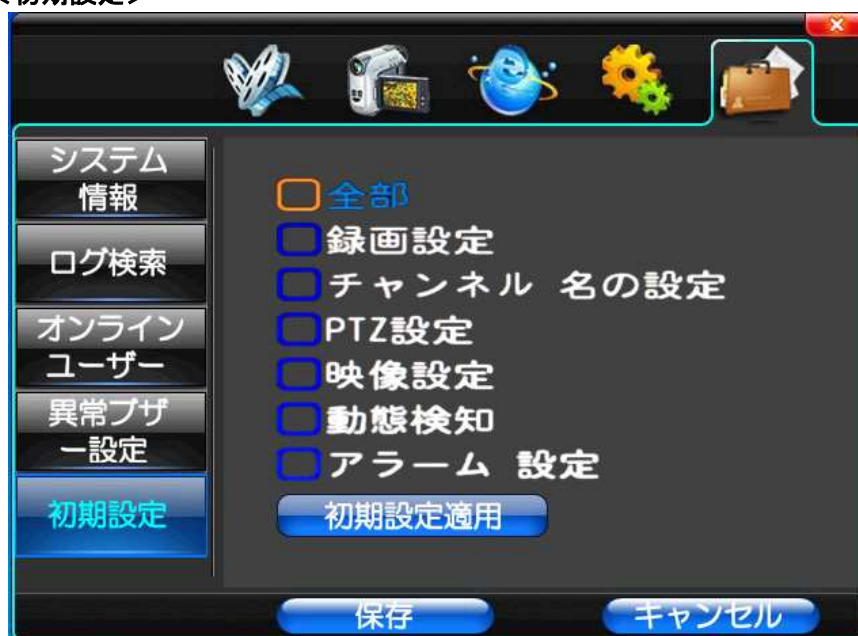 システム
情報
ログ検索
オンライン
ユーザー
異常ブザ
ー設定
初期設定
全部
録画設定
チャンネル 名の設定
PTZ設定
映像設定
動態検知
アラーム 設定
初期設定適用
保存
キャンセル